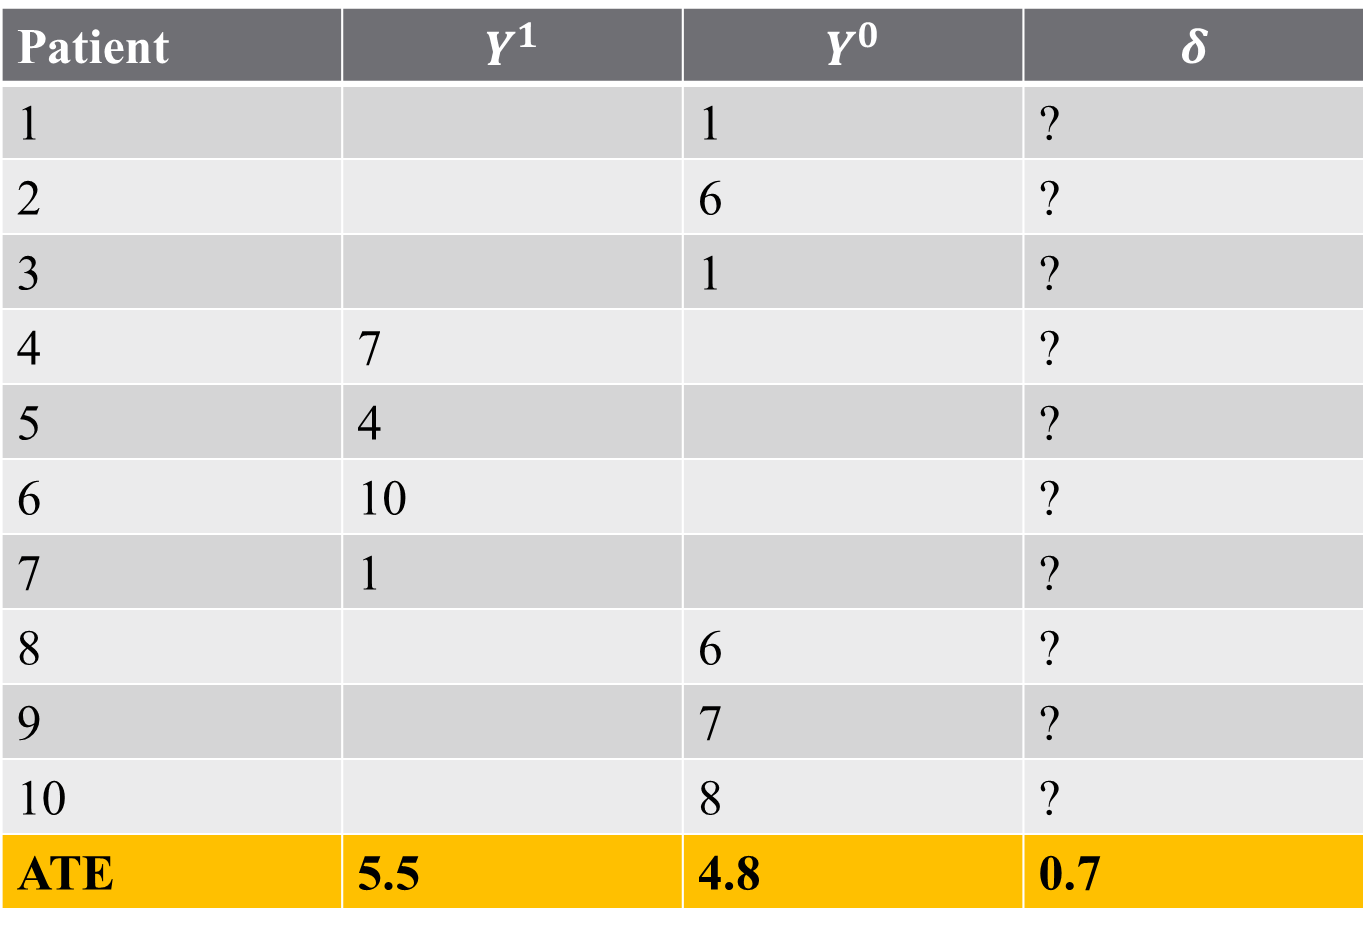 Patient Y¹ Y⁰ δ
1 1 ?
2 6 ?
3 1 ?
4 7 ?
5 4 ?
6 10 ?
7 1 ?
8 6 ?
9 7 ?
10 8 ?
ATE 5.5 4.8 0.7